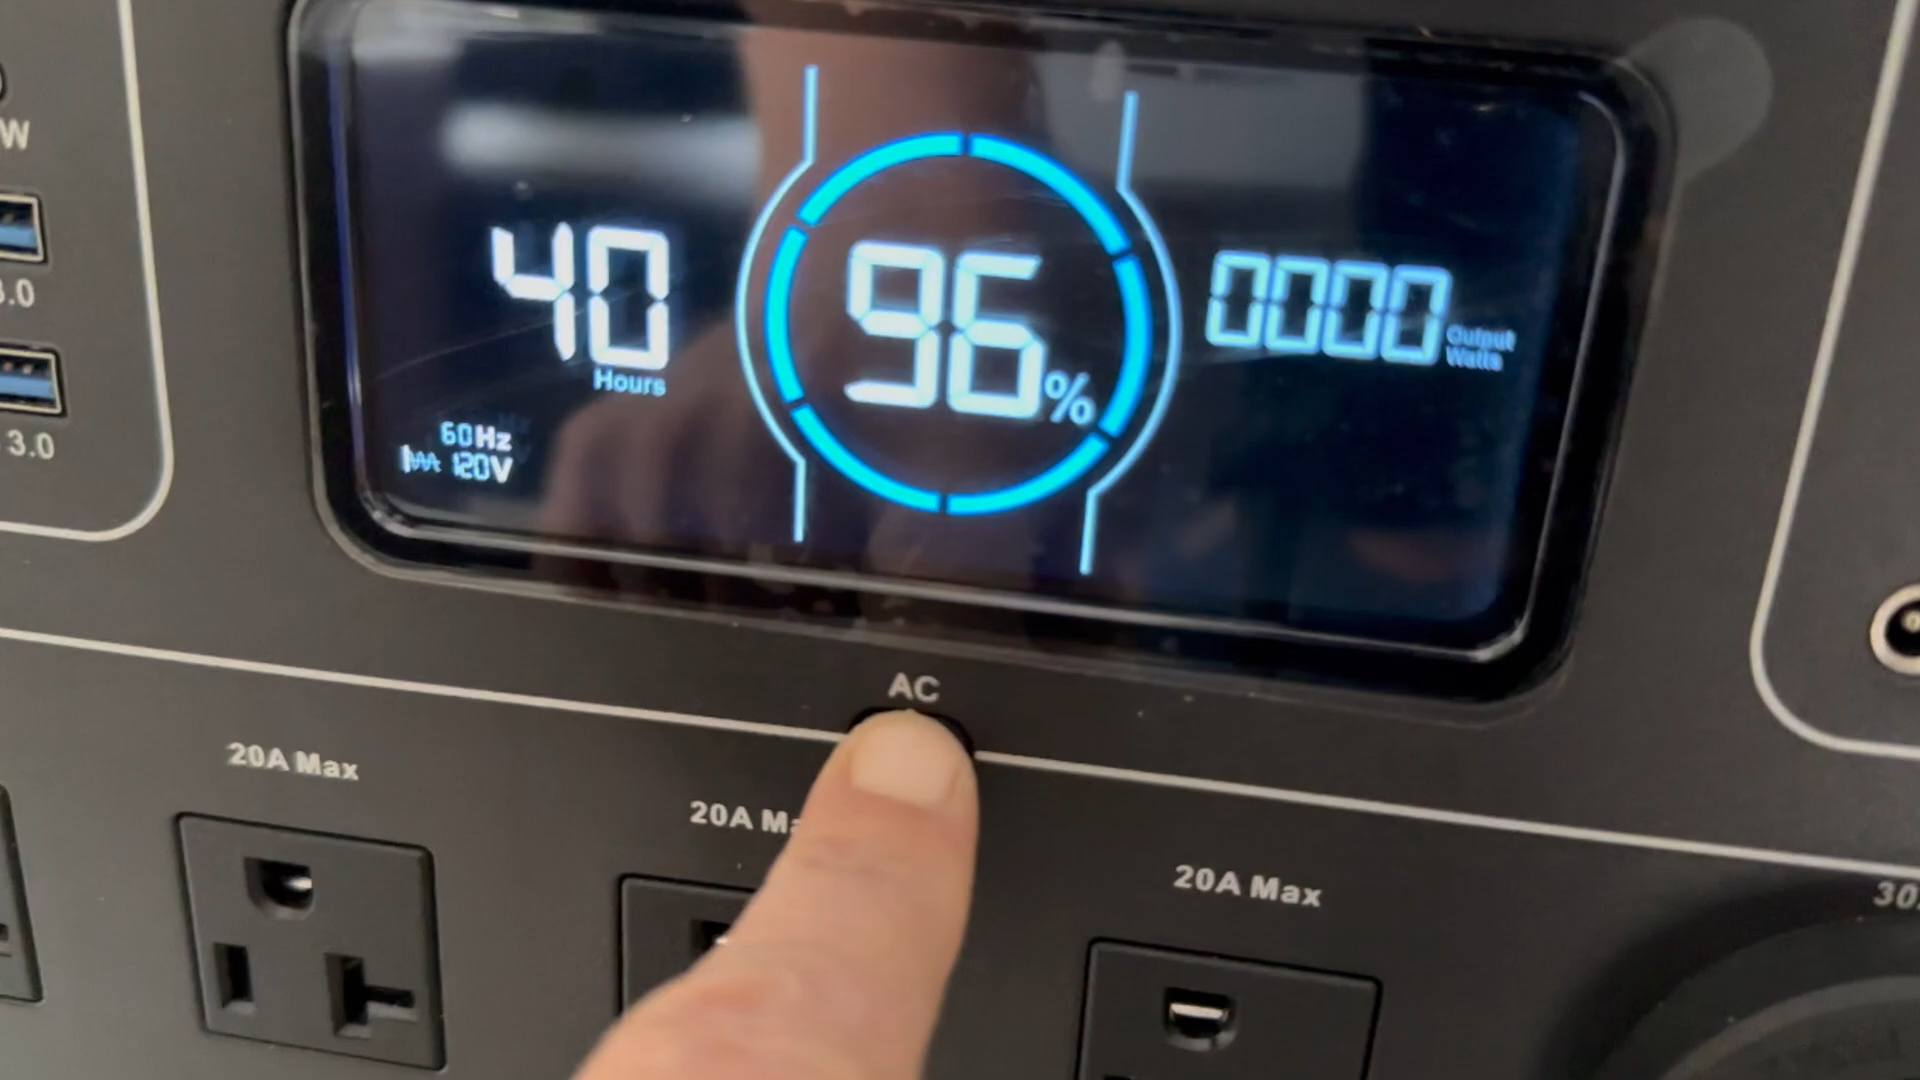 W
3.0
3.0
40
Hours
60Hz
120V
96%
0000
Output
Watts
AC
20A Max
20A Ma
20A Max
30